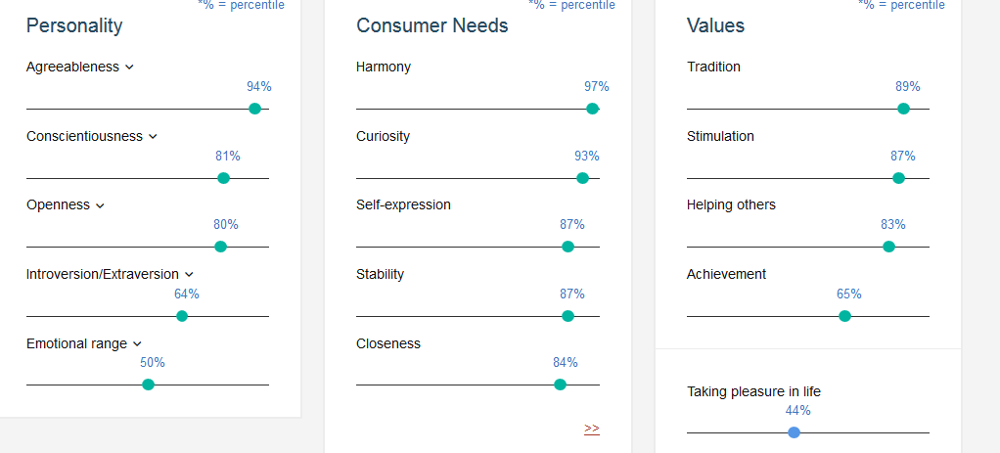 *% = percentile
Personality
Agreeableness
94%
Conscientiousness
81%
Openness
80%
Introversion/Extraversion
64%
Emotional range
50%
*% = percentile
Consumer Needs
Harmony
97%
Curiosity
93%
Self-expression
87%
Stability
87%
Closeness
84%
>>
*% = percentile
Values
Tradition
89%
Stimulation
87%
Helping others
83%
Achievement
65%
Taking pleasure in life
44%